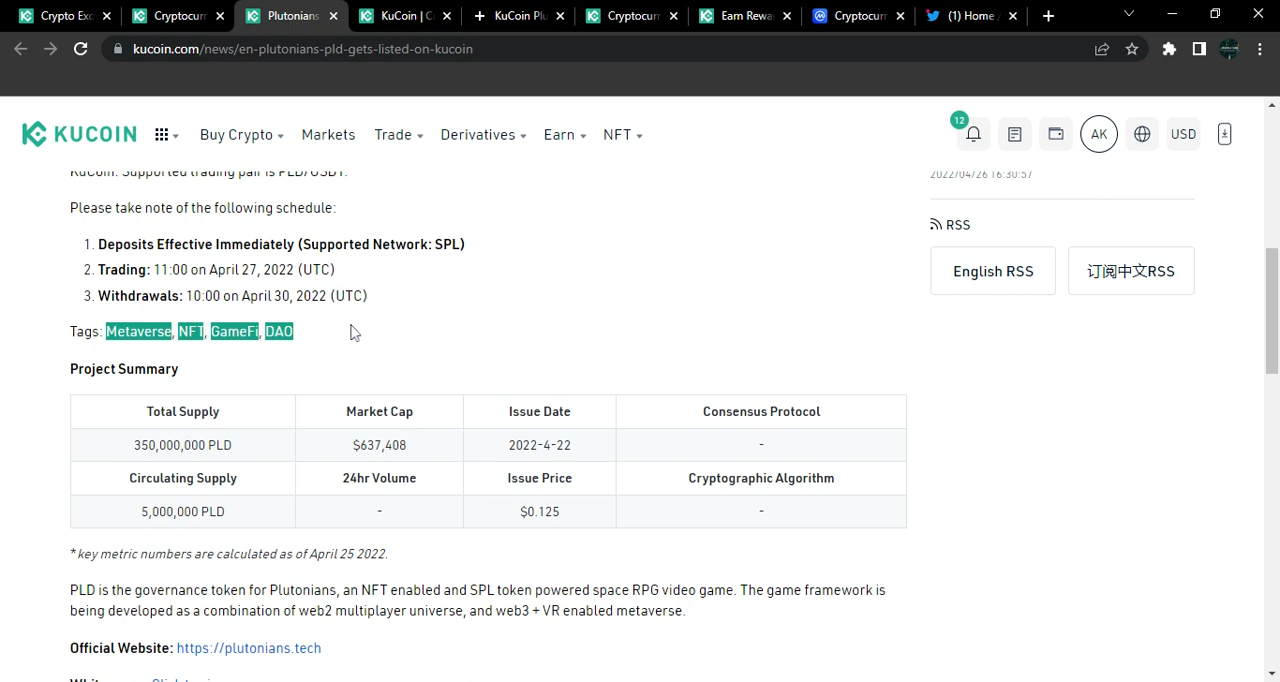 Crypto Exc
Cryptocurr
Plutonians
KuCoin | C
KuCoin Plu
Cryptocurr
Earn Rewa
Cryptocurr
(1) Home /
kucoin.com/news/en-plutonians-pld-gets-listed-on-kucoin
KUCOIN
Buy Crypto
Markets
Trade
Derivatives
Earn
NFT
12
AK
USD
KuCoin. Supported trading pair is PLD/USDT.
2022/04/26 16:30:57
Please take note of the following schedule:
RSS
1. Deposits Effective Immediately (Supported Network: SPL)
2. Trading: 11:00 on April 27, 2022 (UTC)
3. Withdrawals: 10:00 on April 30, 2022 (UTC)
English RSS
订阅中文RSS
Tags: Metaverse, NFT, GameFi, DAO
Project Summary
Total Supply Market Cap Issue Date Consensus Protocol
350,000,000 PLD $637,408 2022-4-22 -
Circulating Supply 24hr Volume Issue Price Cryptographic Algorithm
5,000,000 PLD - $0.125 -
*key metric numbers are calculated as of April 25 2022.
PLD is the governance token for Plutonians, an NFT enabled and SPL token powered space RPG video game. The game framework is
being developed as a combination of web2 multiplayer universe, and web3 + VR enabled metaverse.
Official Website: https://plutonians.tech